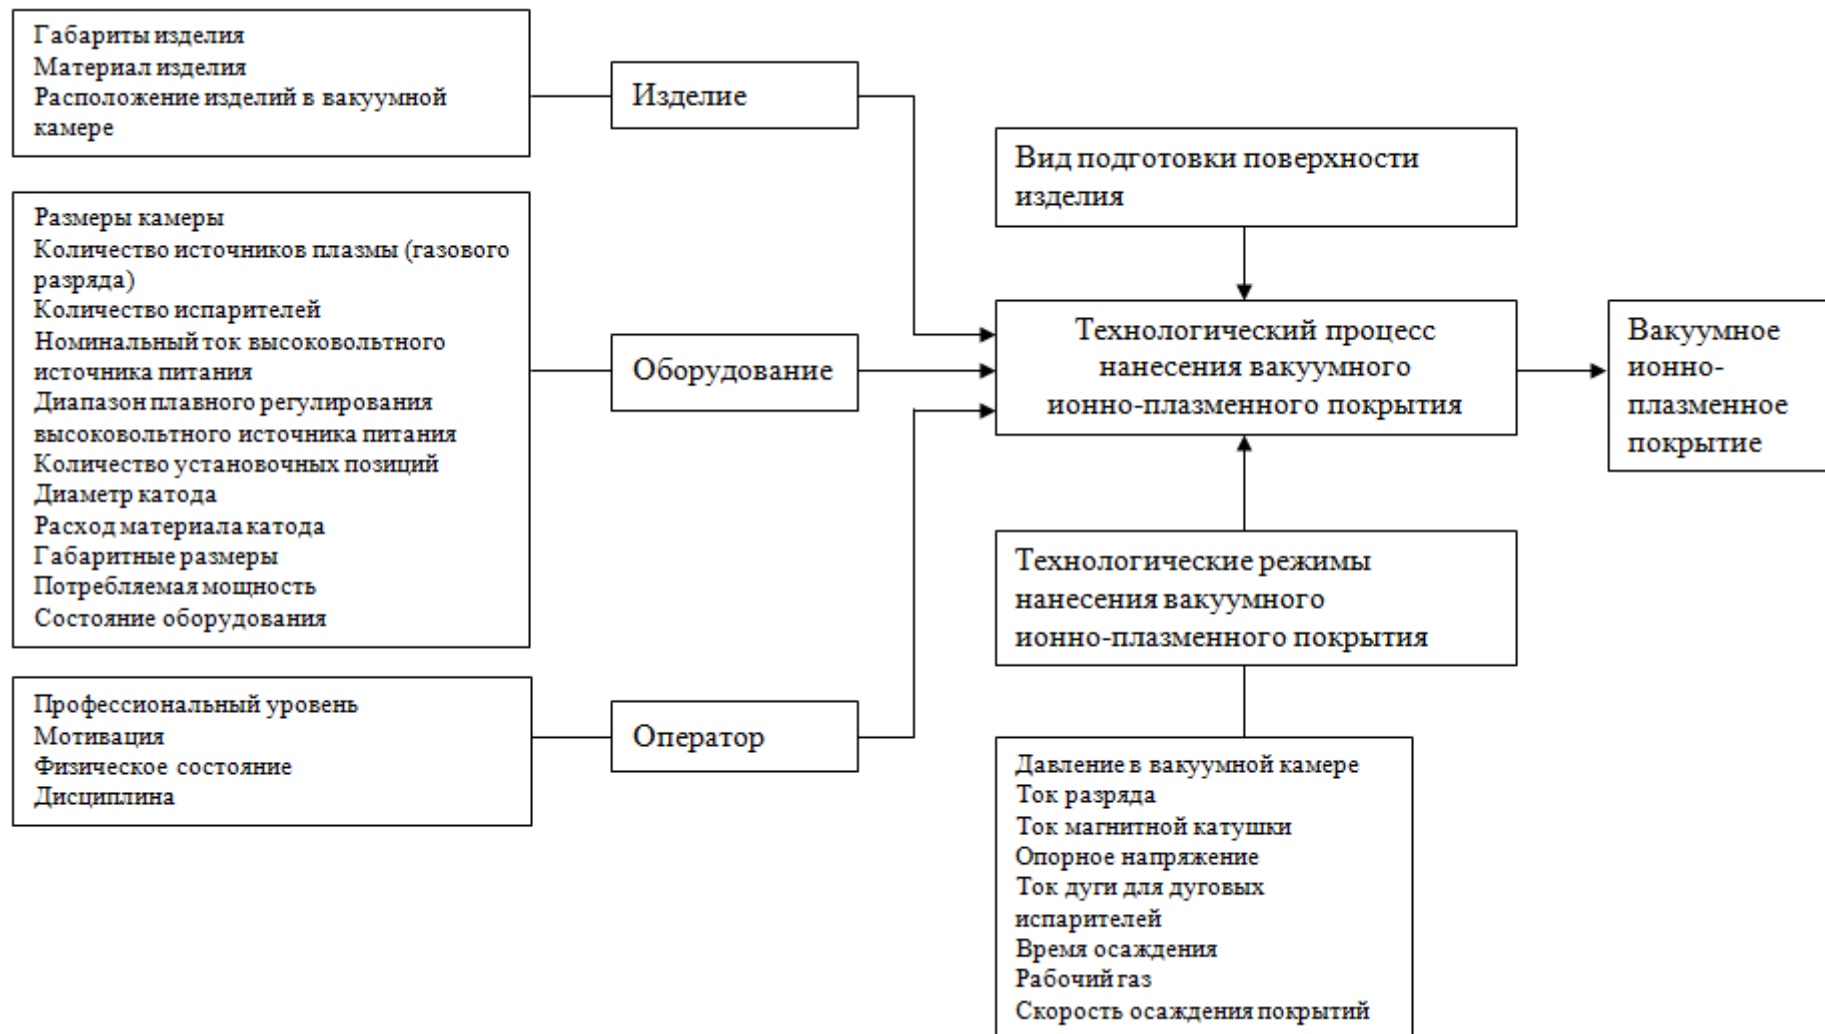 Габариты изделия
Материал изделия
Расположение изделий в вакуумной
камере
Изделие
Размеры камеры
Количество источников плазмы (газового
разряда)
Количество испарителей
Номинальный ток высоковольтного
источника питания
Диапазон плавного регулирования
высоковольтного источника питания
Количество установочных позиций
Диаметр катода
Расход материала катода
Габаритные размеры
Потребляемая мощность
Состояние оборудования
Оборудование
Профессиональный уровень
Мотивация
Физическое состояние
Дисциплина
Оператор
Вид подготовки поверхности
изделия
Технологический процесс
нанесения вакуумного
ионно-плазменного покрытия
Вакуумное
ионно-
плазменное
покрытие
Технологические режимы
нанесения вакуумного
ионно-плазменного покрытия
Давление в вакуумной камере
Ток разряда
Ток магнитной катушки
Опорное напряжение
Ток дуги для дуговых
испарителей
Время осаждения
Рабочий газ
Скорость осаждения покрытий